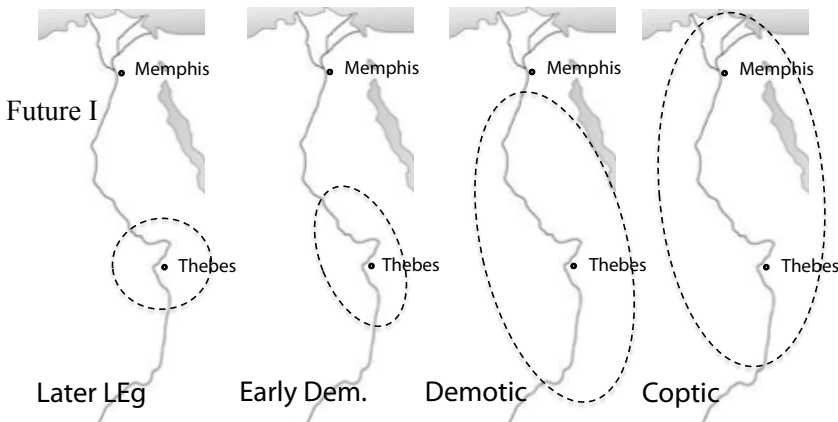 Memphis Memphis Memphis Memphis
Future I
Thebes Thebes Thebes Thebes
Later LEg Early Dem. Demotic Coptic